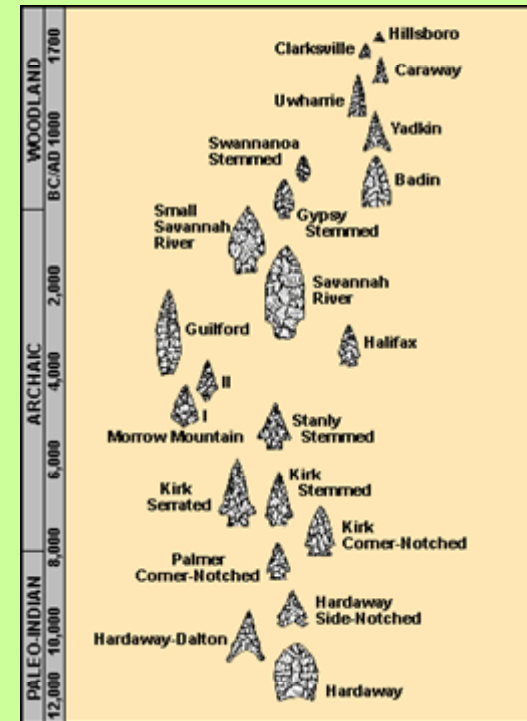 WOODLAND
ARCHAIC
PALEO-INDIAN
1700
BC/AD 1000
2,000
4,000
6,000
8,000
10,000
12,000
Hillsboro
Clarksville
Caraway
Uwharrie
Yadkin
Swannanoa
Stemmed
Badin
Small
Savannah
River
Gypsy
Stemmed
Savannah
River
Guilford
Halifax
II
I
Morrow Mountain
Stanly
Stemmed
Kirk
Serrated
Kirk
Stemmed
Kirk
Corner-Notched
Palmer
Corner-Notched
Hardaway
Side-Notched
Hardaway-Dalton
Hardaway